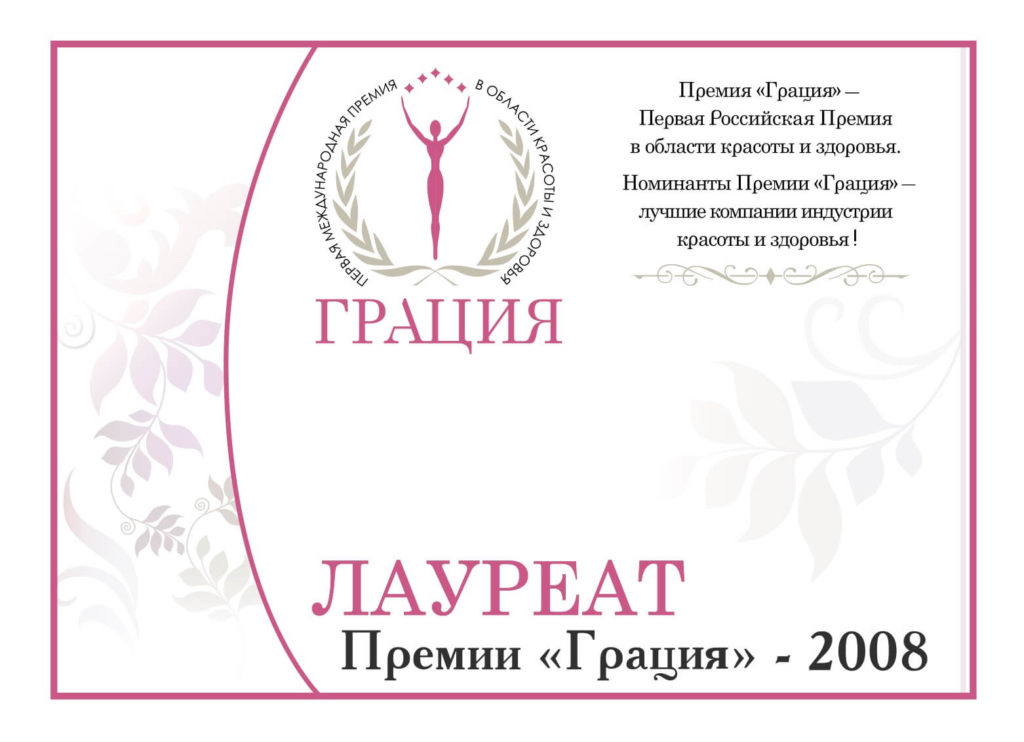 ПЕРВАЯ МЕЖДУНАРОДНАЯ ПРЕМИЯ В ОБЛАСТИ КРАСОТЫ И ЗДОРОВЬЯ
ГРАЦИЯ
Премия «Грация» –
Первая Российская Премия
в области красоты и здоровья.
Номинанты Премии «Грация» –
лучшие компании индустрии
красоты и здоровья!
ЛАУРЕАТ
Премии «Грация» - 2008